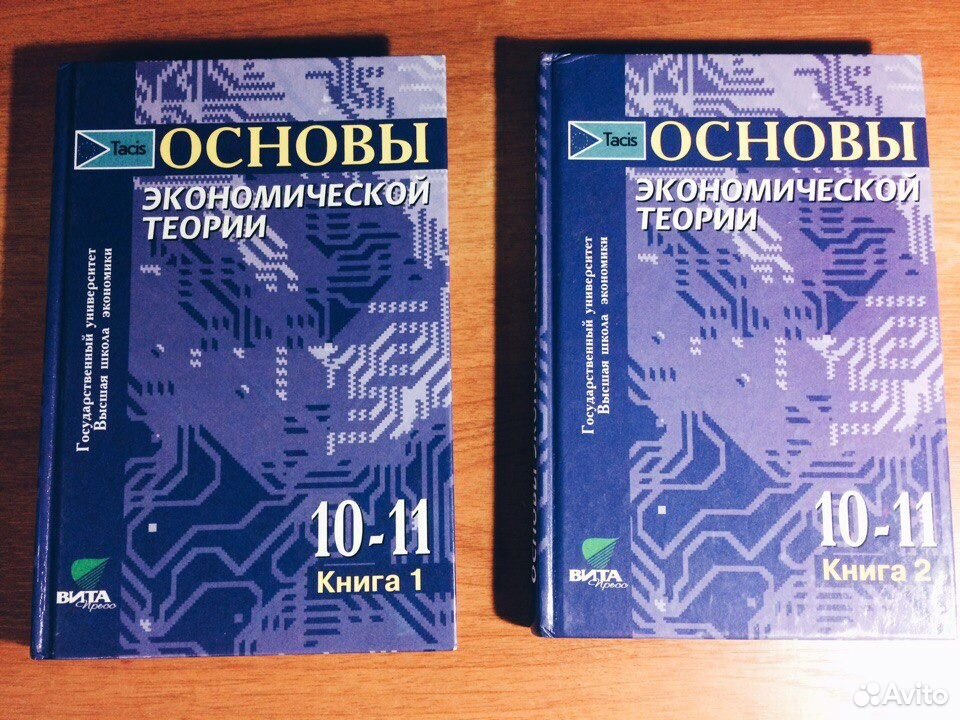 Tacis
ОСНОВЫ
ЭКОНОМИЧЕСКОЙ
ТЕОРИИ
Государственный университет
Высшая школа экономики
10-11
Книга 1
ВИТА
Пресс
Tacis
ОСНОВЫ
ЭКОНОМИЧЕСКОЙ
ТЕОРИИ
Государственный университет
Высшая школа экономики
10-11
Книга 2
ВИТА
Пресс
Avito